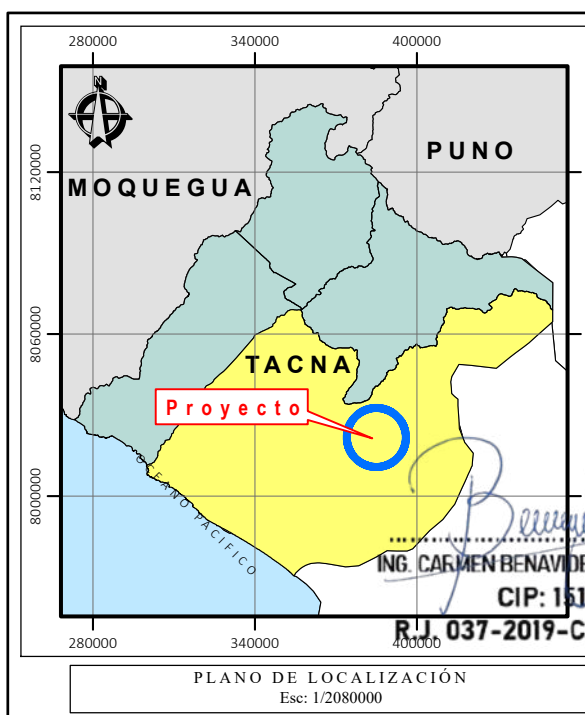 280000 340000 400000
N
PUNO
8120000
MOQUEGUA
8060000
TACNA
Proyecto
8000000
OCEANO PACIFICO
ING. CARMEN BENAVIDE
CIP: 151
R.J. 037-2019-C
280000 340000 400000
PLANO DE LOCALIZACIÓN
Esc: 1/2080000